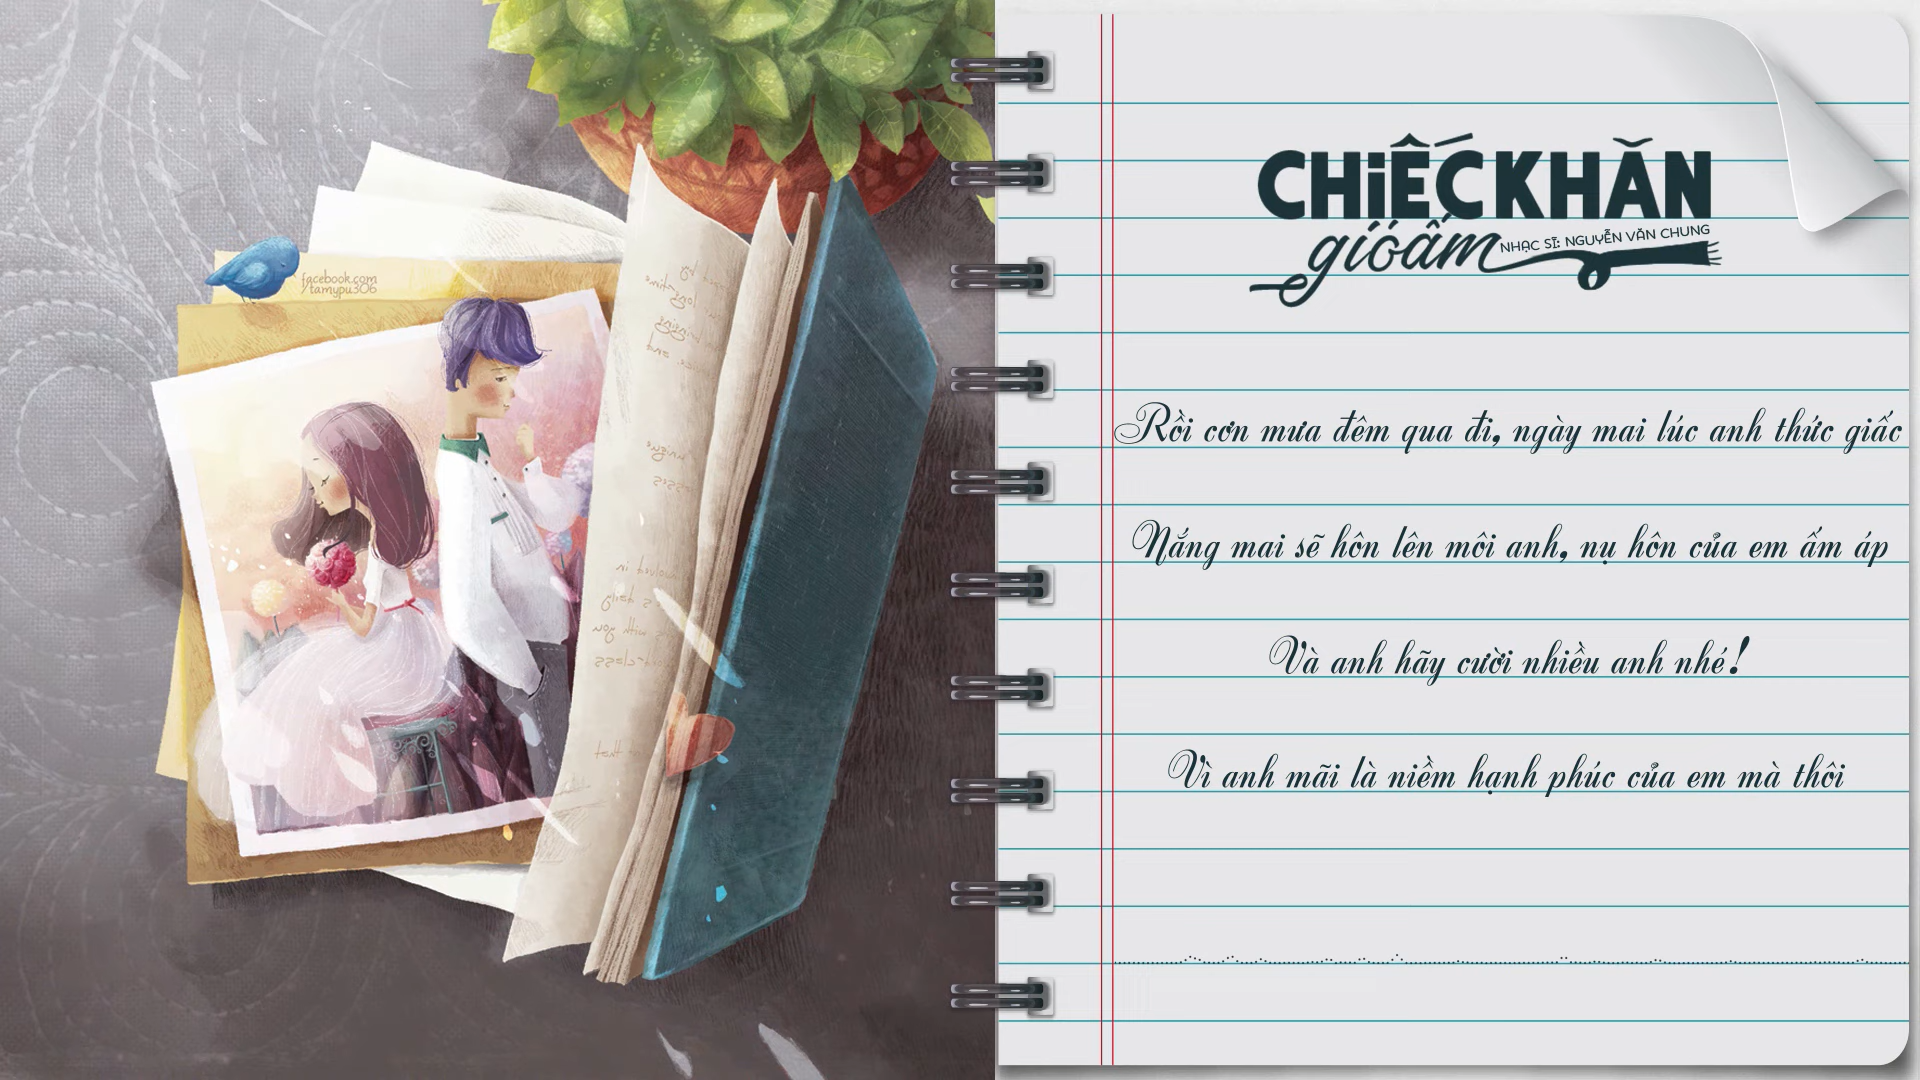 facebook.com
/tamypu306
CHiẾC KHĂN
gió ấm
NHẠC SĨ: NGUYỄN VĂN CHUNG
Rồi cơn mưa đêm qua đi, ngày mai lúc anh thức giấc
Nắng mai sẽ hôn lên môi anh, nụ hôn của em ấm áp
Và anh hãy cười nhiều anh nhé!
Vì anh mãi là niềm hạnh phúc của em mà thôi